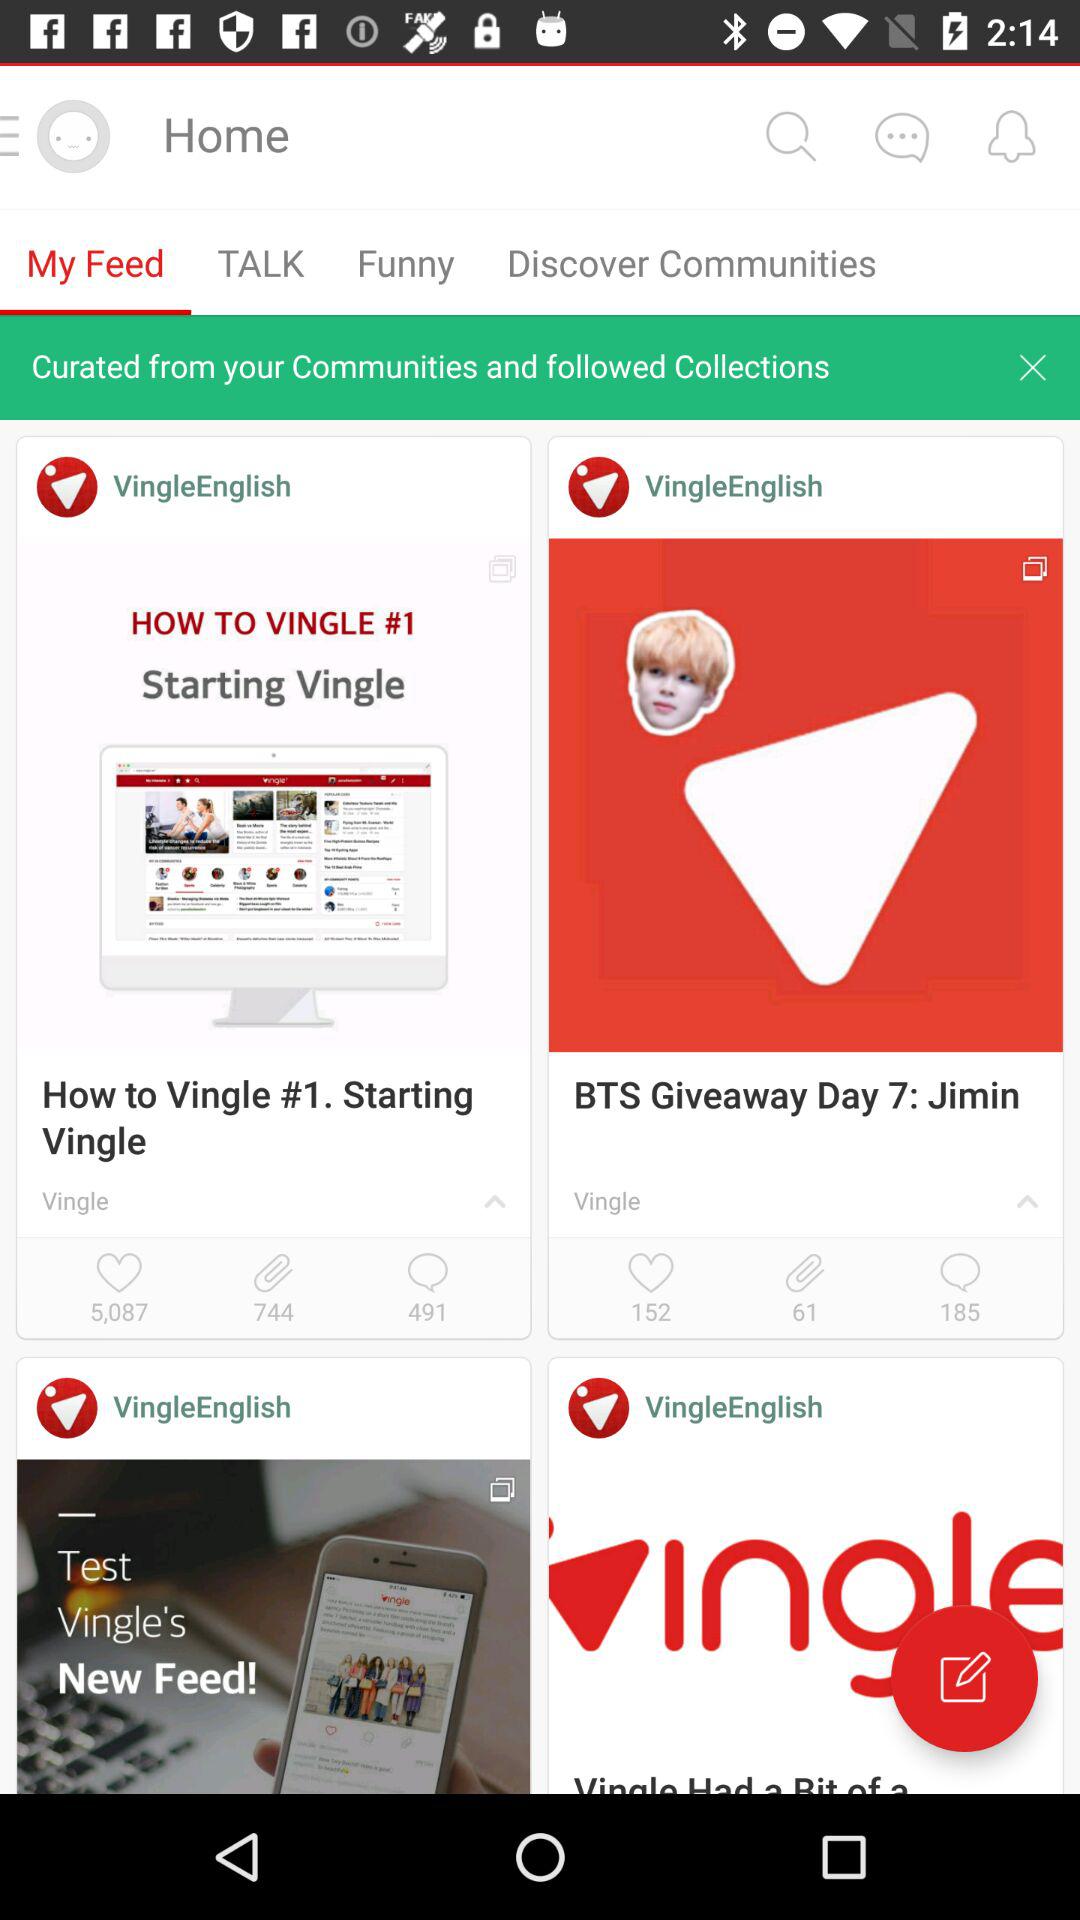 FAKE
2:14
Home
My Feed TALK Funny Discover Communities
Curated from your Communities and followed Collections
VingleEnglish
HOW TO VINGLE #1
Starting Vingle
How to Vingle #1. Starting
Vingle
Vingle
5,087 744 491
VingleEnglish
BTS Giveaway Day 7: Jimin
Vingle
152 61 185
VingleEnglish
Test
Vingle's
New Feed!
vingle
VingleEnglish
vingle
Vingle Had a Bit of a